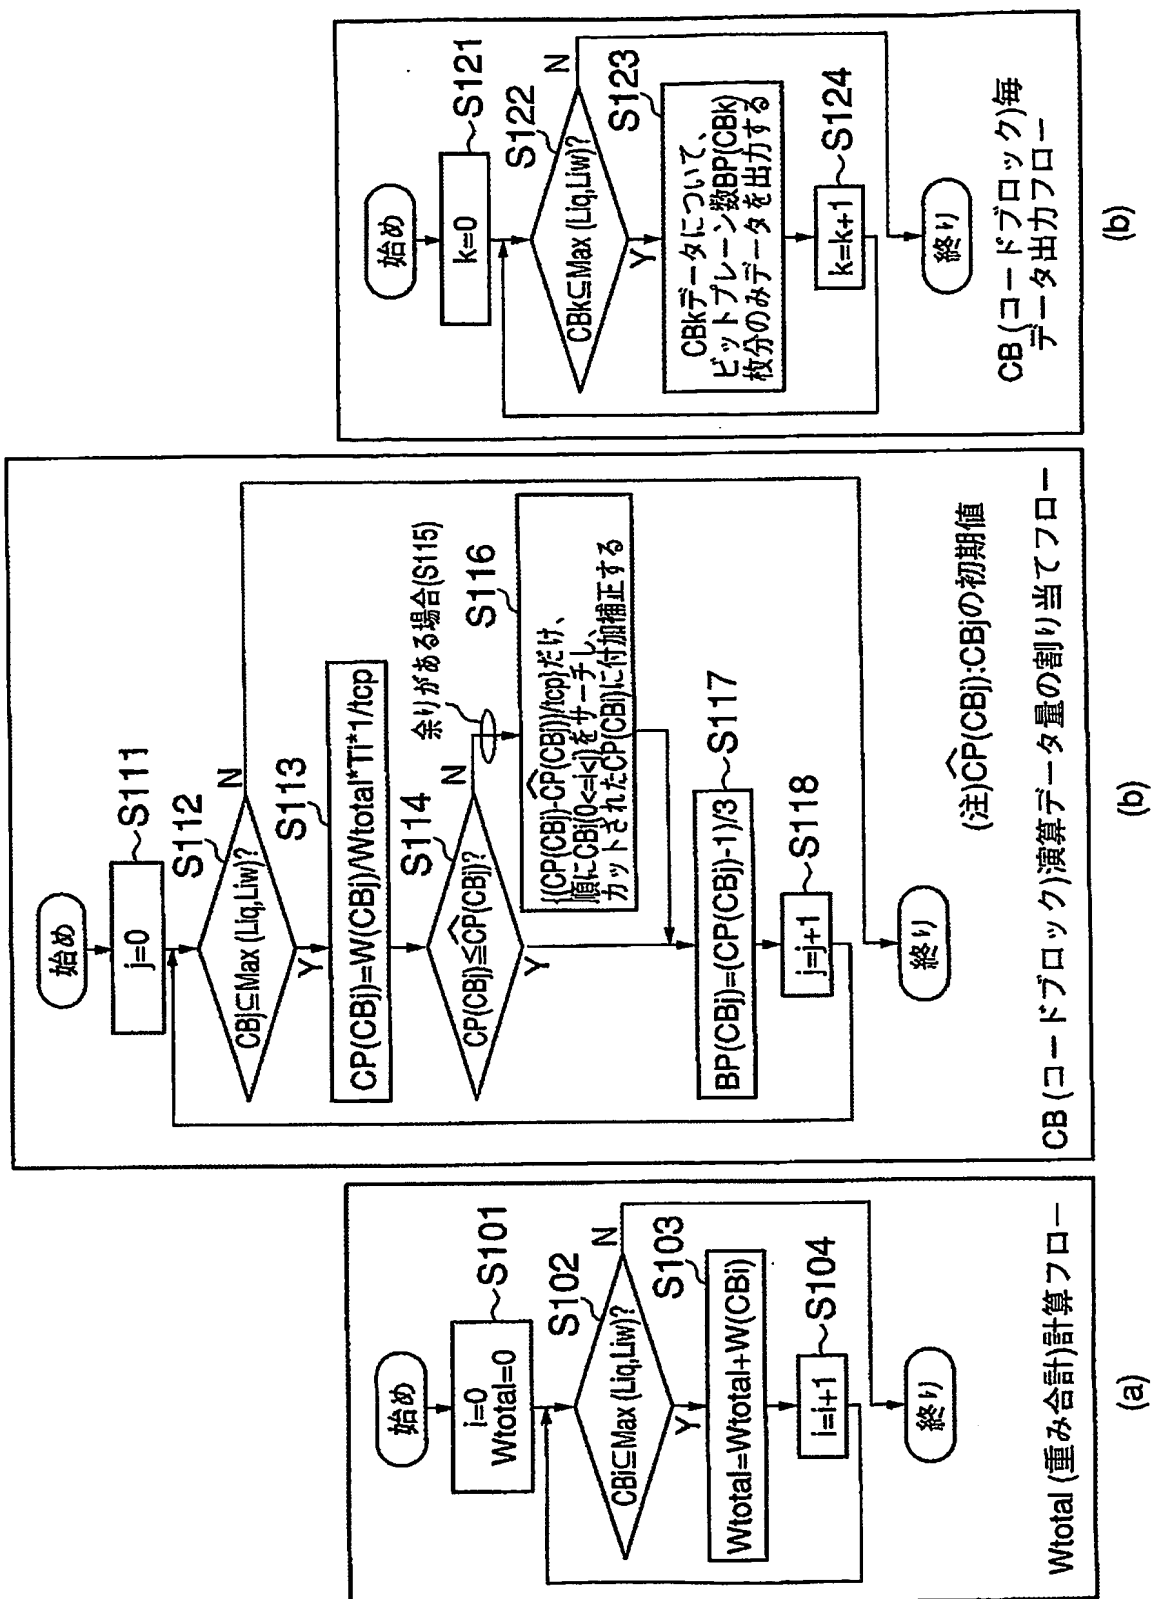 始め
i=0
Wtotal=0
S101
CBi⊆Max (Liq,Liw)?
S102
N
Y
Wtotal=Wtotal+W(CBi)
S103
i=i+1
S104
終り
Wtotal (重み合計)計算フロー
(a)
始め
j=0
S111
CBj⊆Max (Liq,Liw)?
S112
N
Y
CP(CBj)=W(CBj)/Wtotal*Ti*1/tcp
S113
CP(CBj)≦ĈP(CBj)?
S114
N
Y
余りがある場合(S115)
S116
{(CP(CBj)-ĈP(CBj))/tcp}だけ、
順にCBi(0<=i<j)をサーチし、
カットされたCP(CBi)に付加補正する
BP(CBj)=(CP(CBj)-1)/3
S117
j=j+1
S118
終り
(注)ĈP(CBj):CBjの初期値
CB (コードブロック)演算データ量の割り当てフロー
(b)
始め
k=0
S121
CBk⊆Max (Liq,Liw)?
S122
N
Y
CBkデータについて、
ビットプレーン数BP(CBk)
枚分のみデータを出力する
S123
k=k+1
S124
終り
CB (コードブロック)毎
データ出力フロー
(b)